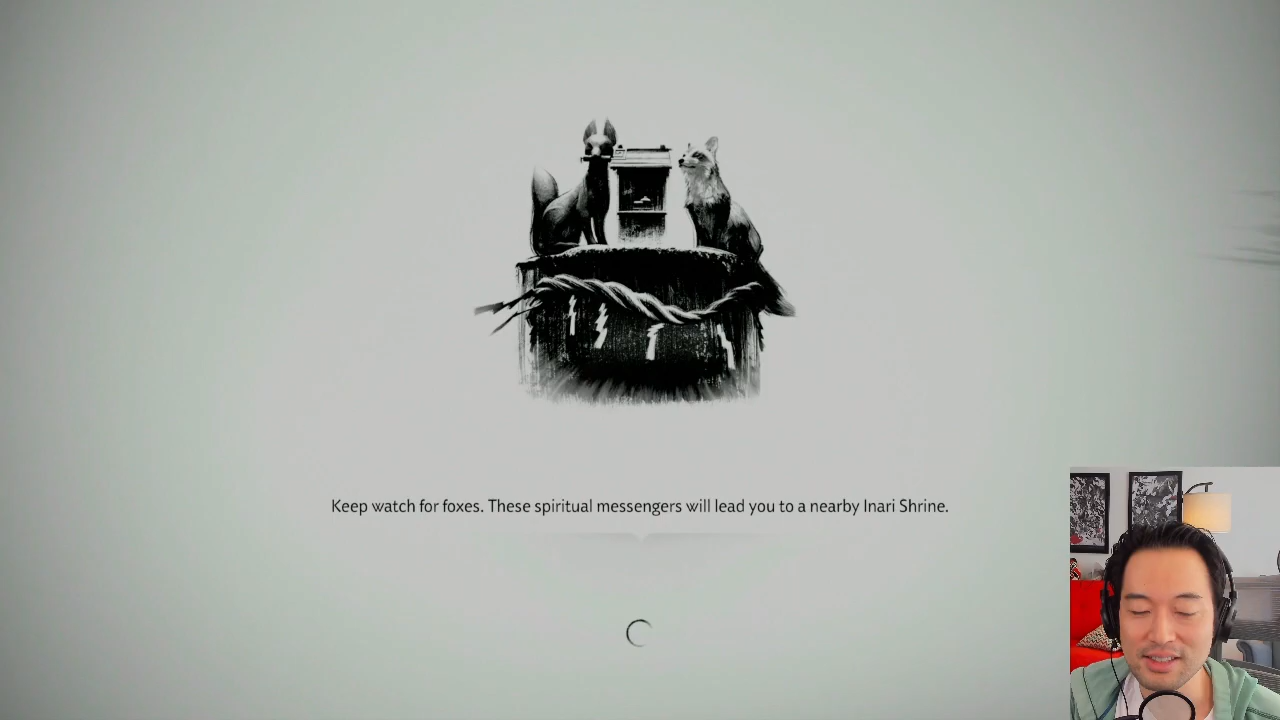 Keep watch for foxes. These spiritual messengers will lead you to a nearby Inari Shrine.